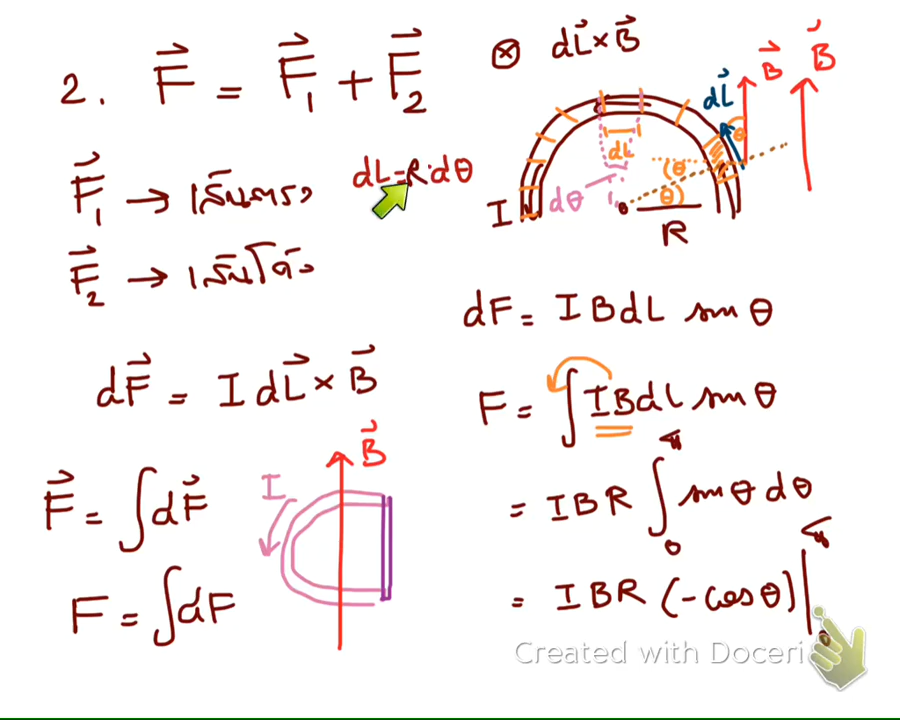 2. F⃗ = F⃗₁ + F⃗₂
⊗ dL⃗ × B⃗
F⃗₁ → เส้นตรง
F⃗₂ → เส้นโค้ง
dL = R·dθ
dL⃗
B⃗
B⃗
dL
θ
θ
θ
dθ
I
R
dF⃗ = I dL⃗ × B⃗
F⃗ = ∫dF⃗
F = ∫dF
I
B⃗
dF = IBdL sin θ
F = ∫IBdL sin θ
= IBR ∫₀^π sin θ dθ
= IBR (-cos θ)|₀^π
Created with Doceri